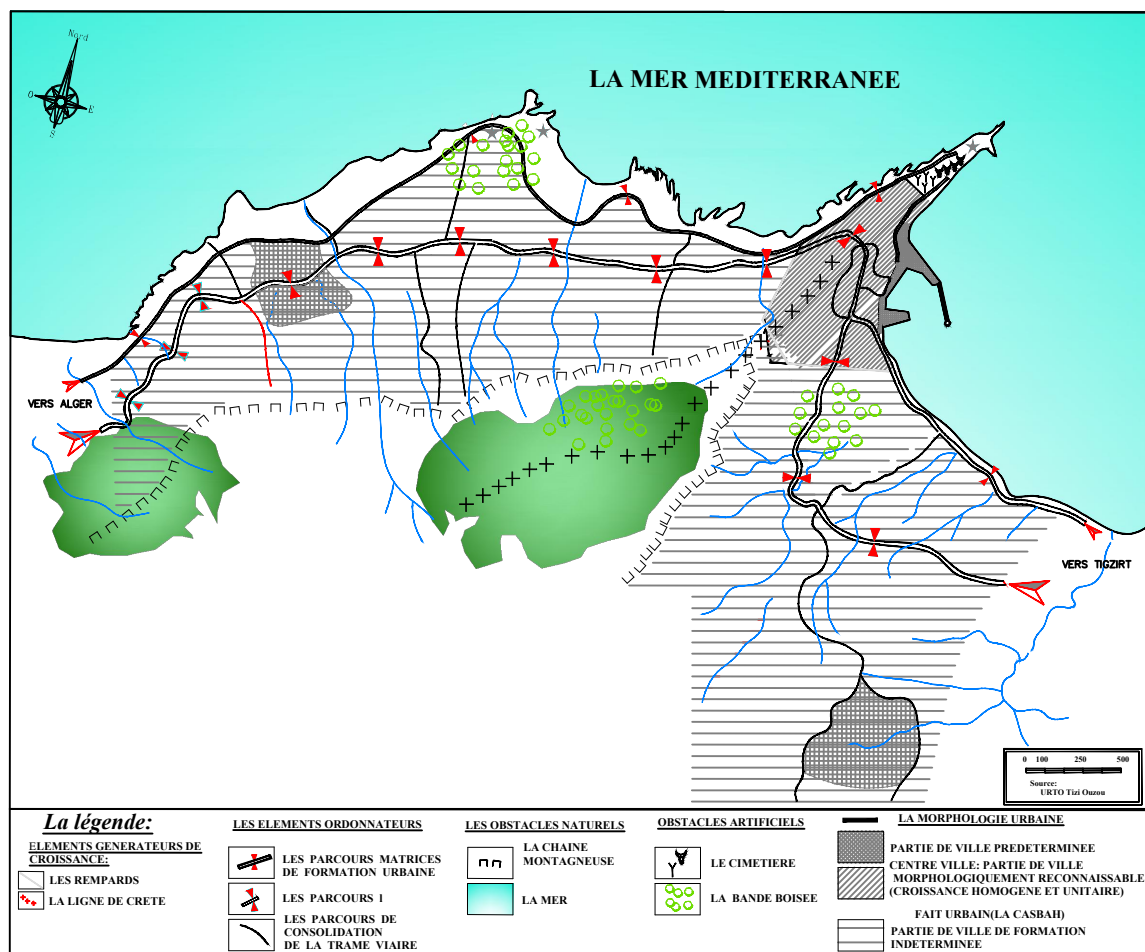 Nord
O
E
S
LA MER MEDITERRANEE
VERS ALGER
VERS TIGZIRT
0 100 250 500
Source:
URTO Tizi Ouzou
La légende:
ELEMENTS GENERATEURS DE
CROISSANCE:
LES REMPARDS
LA LIGNE DE CRETE
LES ELEMENTS ORDONNATEURS
LES PARCOURS MATRICES
DE FORMATION URBAINE
LES PARCOURS 1
LES PARCOURS DE
CONSOLIDATION
DE LA TRAME VIAIRE
LES OBSTACLES NATURELS
LA CHAINE
MONTAGNEUSE
LA MER
OBSTACLES ARTIFICIELS
LE CIMETIERE
LA BANDE BOISEE
LA MORPHOLOGIE URBAINE
PARTIE DE VILLE PREDETERMINEE
CENTRE VILLE: PARTIE DE VILLE
MORPHOLOGIQUEMENT RECONNAISSABLE
(CROISSANCE HOMOGENE ET UNITAIRE)
FAIT URBAIN(LA CASBAH)
PARTIE DE VILLE DE FORMATION
INDETERMINEE